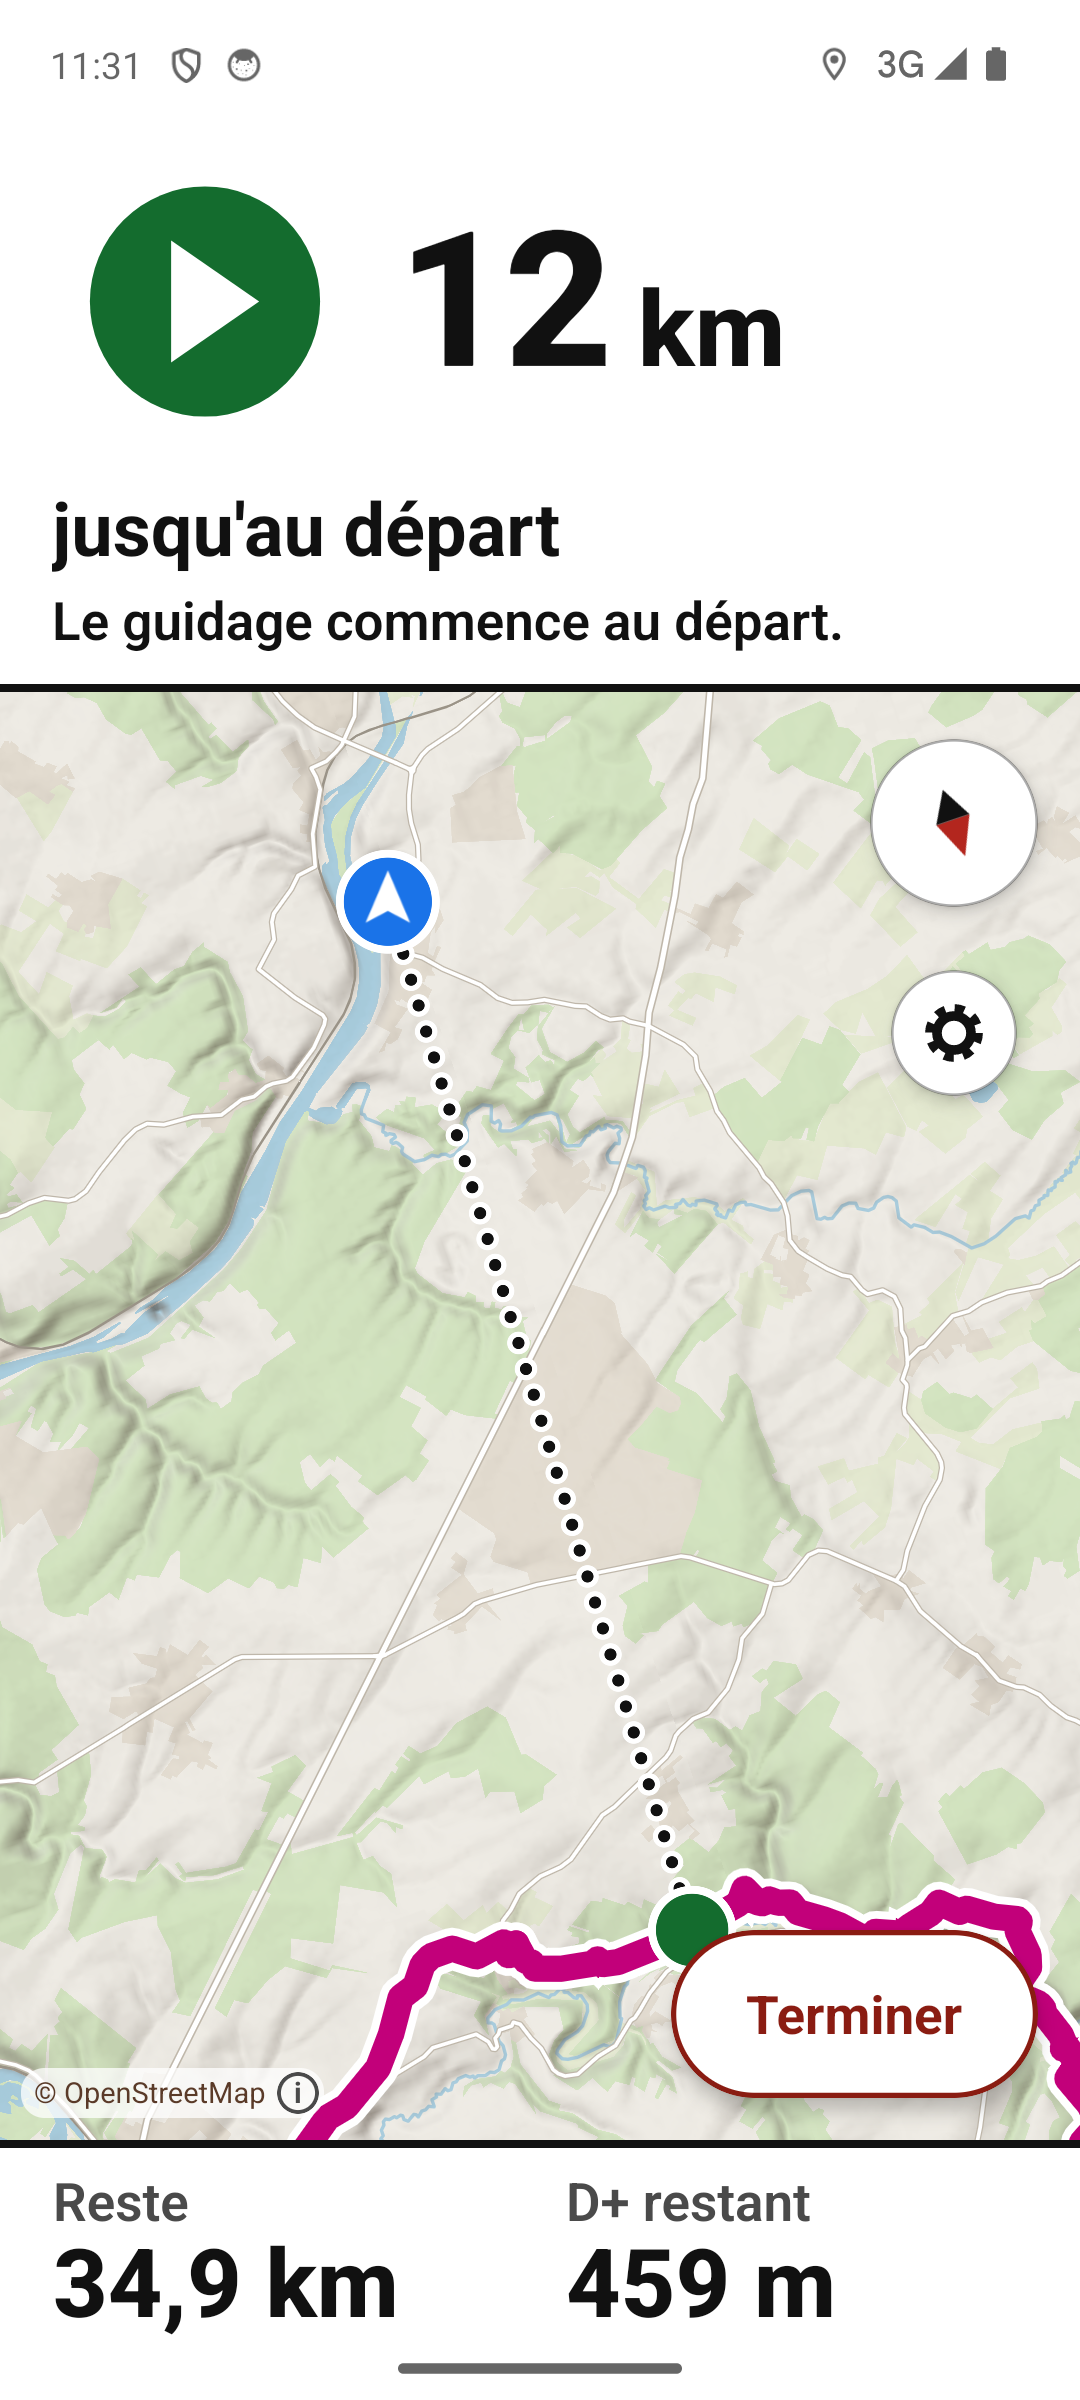 11:31
3G
12 km
jusqu'au départ
Le guidage commence au départ.
Terminer
© OpenStreetMap
Reste
D+ restant
34,9 km
459 m